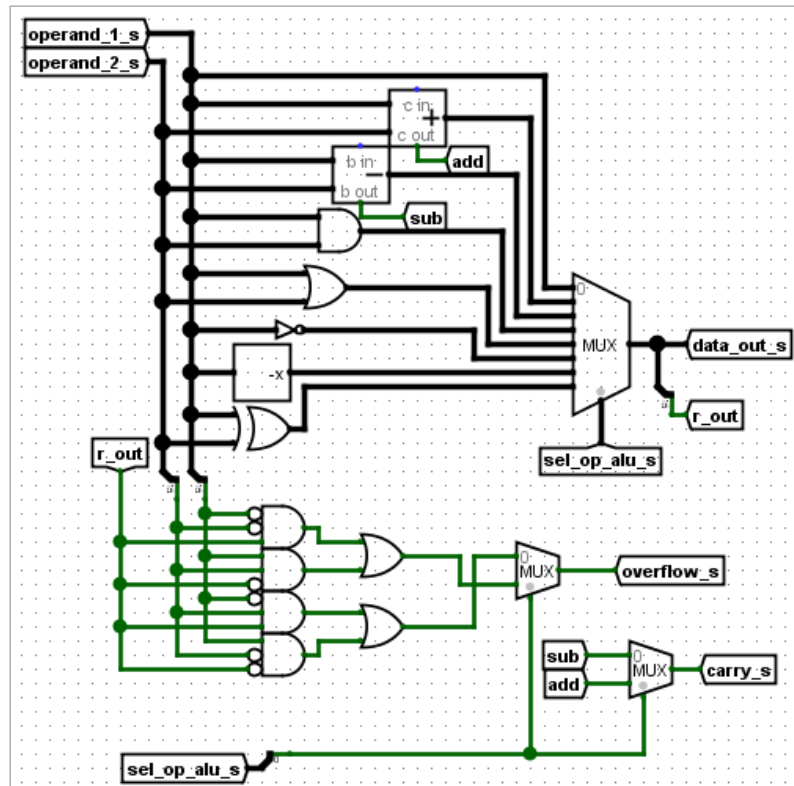 operand_1_s
operand_2_s
c in
+
c out
b in
−
b out
add
sub
0
MUX
data_out_s
-x
r_out
sel_op_alu_s
r_out
0
MUX
overflow_s
sub
add
0
MUX
carry_s
sel_op_alu_s